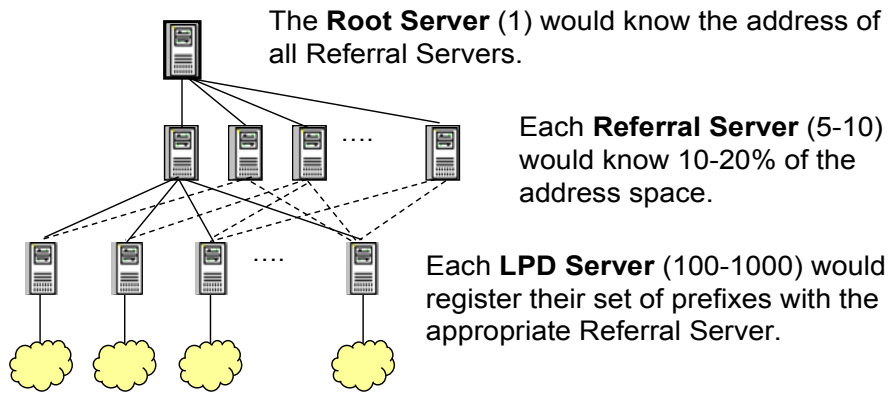 The Root Server (1) would know the address of
all Referral Servers.
....
Each Referral Server (5-10)
would know 10-20% of the
address space.
....
Each LPD Server (100-1000) would
register their set of prefixes with the
appropriate Referral Server.